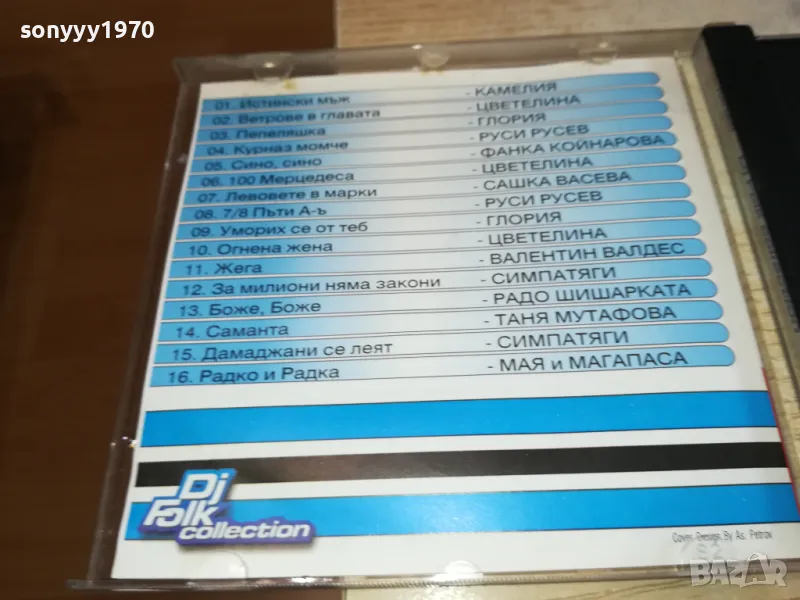 sonyyy1970
01. Истински мъж - КАМЕЛИЯ
02. Ветрове в главата - ЦВЕТЕЛИНА
03. Пепеляшка - ГЛОРИЯ
04. Курназ момче - РУСИ РУСЕВ
05. Сино, сино - ФАНКА КОЙНАРОВА
06. 100 Мерцедеса - ЦВЕТЕЛИНА
07. Левовете в марки - САШКА ВАСЕВА
08. 7/8 Пъти А-ъ - РУСИ РУСЕВ
09. Уморих се от теб - ГЛОРИЯ
10. Огнена жена - ЦВЕТЕЛИНА
11. Жега - ВАЛЕНТИН ВАЛДЕС
12. За милиони няма закони - СИМПАТЯГИ
13. Боже, Боже - РАДО ШИШАРКАТА
14. Саманта - ТАНЯ МУТАФОВА
15. Дамаджани се леят - СИМПАТЯГИ
16. Радко и Радка - МАЯ и МАГАПАСА
Dj
Folk
collection
Cover Design By As. Petrov
BAZAR